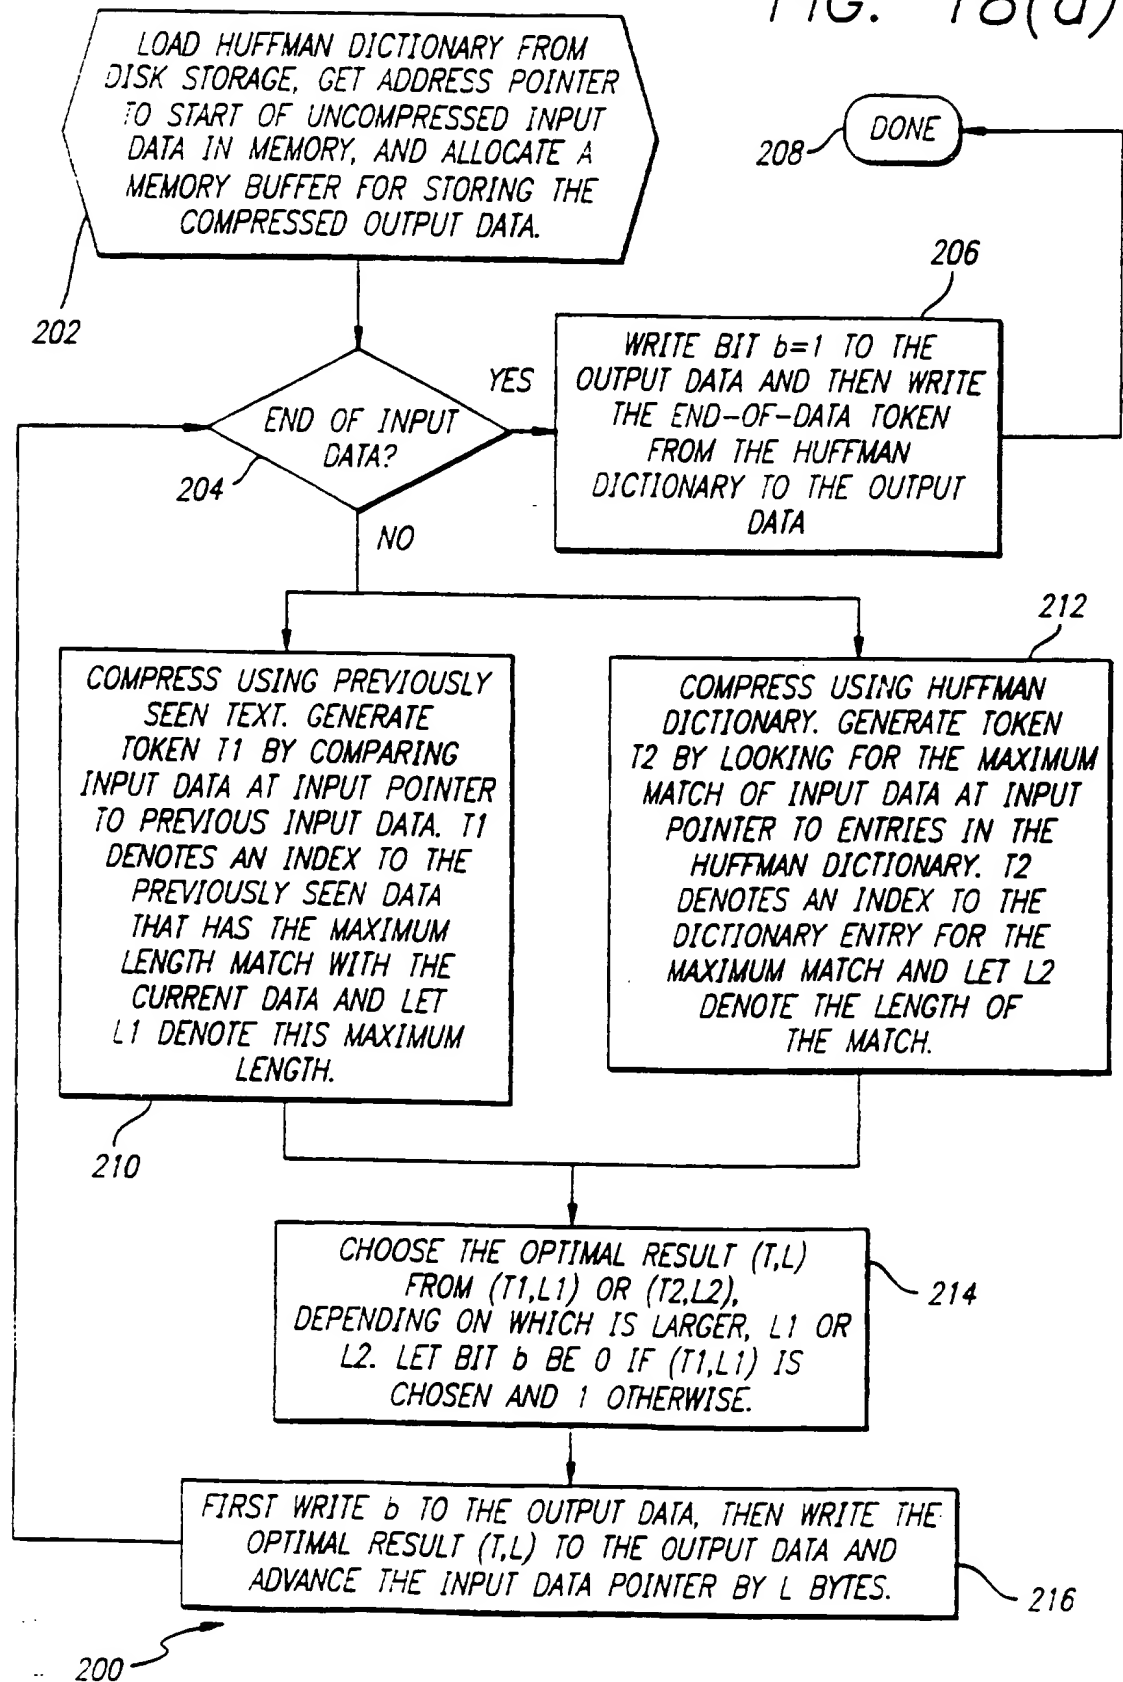 FIG. 18(a)
LOAD HUFFMAN DICTIONARY FROM
DISK STORAGE, GET ADDRESS POINTER
TO START OF UNCOMPRESSED INPUT
DATA IN MEMORY, AND ALLOCATE A
MEMORY BUFFER FOR STORING THE
COMPRESSED OUTPUT DATA.
202
DONE
208
206
WRITE BIT b=1 TO THE
OUTPUT DATA AND THEN WRITE
THE END-OF-DATA TOKEN
FROM THE HUFFMAN
DICTIONARY TO THE OUTPUT
DATA
YES
END OF INPUT
DATA?
204
NO
COMPRESS USING PREVIOUSLY
SEEN TEXT. GENERATE
TOKEN T1 BY COMPARING
INPUT DATA AT INPUT POINTER
TO PREVIOUS INPUT DATA. T1
DENOTES AN INDEX TO THE
PREVIOUSLY SEEN DATA
THAT HAS THE MAXIMUM
LENGTH MATCH WITH THE
CURRENT DATA AND LET
L1 DENOTE THIS MAXIMUM
LENGTH.
210
212
COMPRESS USING HUFFMAN
DICTIONARY. GENERATE TOKEN
T2 BY LOOKING FOR THE MAXIMUM
MATCH OF INPUT DATA AT INPUT
POINTER TO ENTRIES IN THE
HUFFMAN DICTIONARY. T2
DENOTES AN INDEX TO THE
DICTIONARY ENTRY FOR THE
MAXIMUM MATCH AND LET L2
DENOTE THE LENGTH OF
THE MATCH.
CHOOSE THE OPTIMAL RESULT (T,L)
FROM (T1,L1) OR (T2,L2),
DEPENDING ON WHICH IS LARGER, L1 OR
L2. LET BIT b BE 0 IF (T1,L1) IS
CHOSEN AND 1 OTHERWISE.
214
FIRST WRITE b TO THE OUTPUT DATA, THEN WRITE THE
OPTIMAL RESULT (T,L) TO THE OUTPUT DATA AND
ADVANCE THE INPUT DATA POINTER BY L BYTES.
216
200